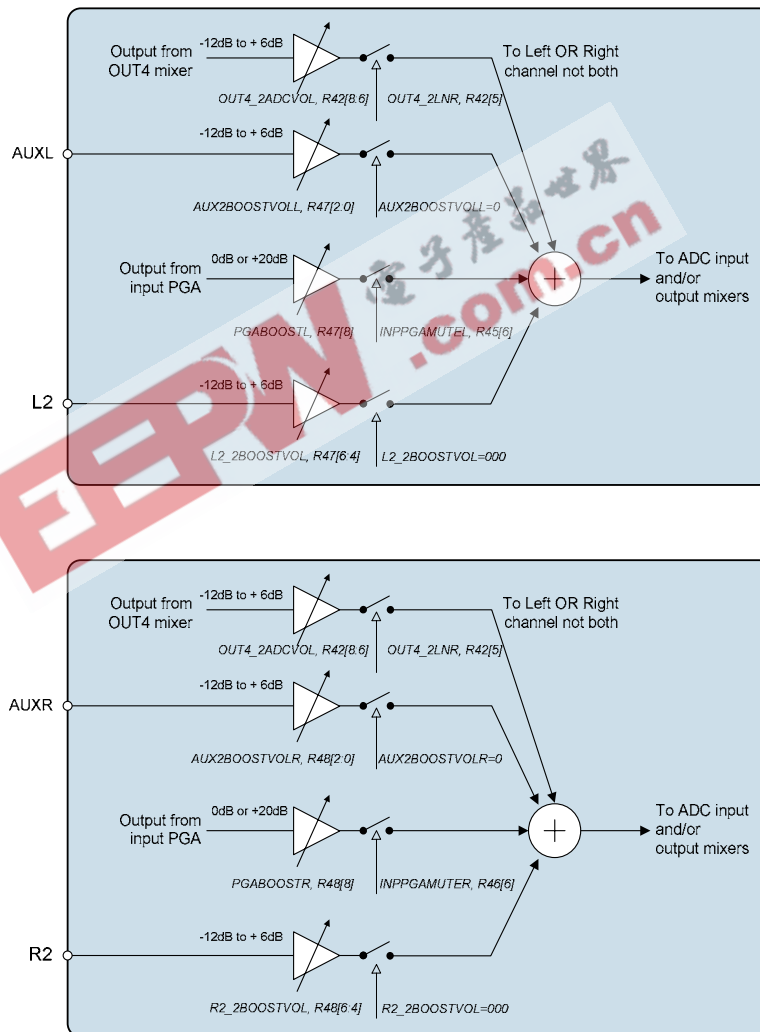 Output from
OUT4 mixer
-12dB to + 6dB
To Left OR Right
channel not both
OUT4_2ADCVOL, R42[8:6]
OUT4_2LNR, R42[5]
AUXL
-12dB to + 6dB
AUX2BOOSTVOLL, R47[2:0]
AUX2BOOSTVOLL=0
Output from
input PGA
0dB or +20dB
To ADC input
and/or
output mixers
PGABOOSTL, R47[8]
INPPGAMUTEL, R45[6]
L2
-12dB to + 6dB
L2_2BOOSTVOL, R47[6:4]
L2_2BOOSTVOL=000
EEPW
.com.cn
電子產品世界
Output from
OUT4 mixer
-12dB to + 6dB
To Left OR Right
channel not both
OUT4_2ADCVOL, R42[8:6]
OUT4_2LNR, R42[5]
AUXR
-12dB to + 6dB
AUX2BOOSTVOLR, R48[2:0]
AUX2BOOSTVOLR=0
Output from
input PGA
0dB or +20dB
To ADC input
and/or
output mixers
PGABOOSTR, R48[8]
INPPGAMUTER, R46[6]
R2
-12dB to + 6dB
R2_2BOOSTVOL, R48[6:4]
R2_2BOOSTVOL=000